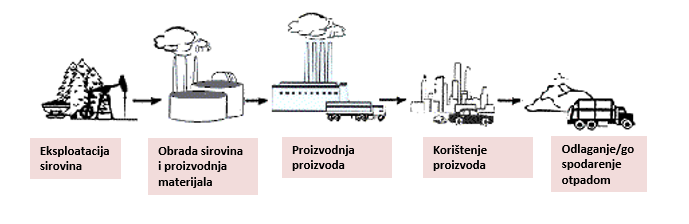 Eksploatacija
sirovina
Obrada sirovina
i proizvodnja
materijala
Proizvodnja
proizvoda
Korištenje
proizvoda
Odlaganje/go
spodarenje
otpadom